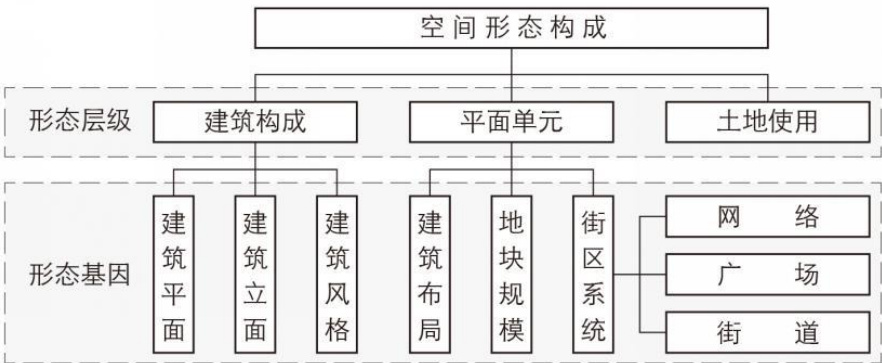 空间形态构成
形态层级
建筑构成
平面单元
土地使用
形态基因
建筑平面
建筑立面
建筑风格
建筑布局
地块规模
街区系统
网 络
广 场
街 道